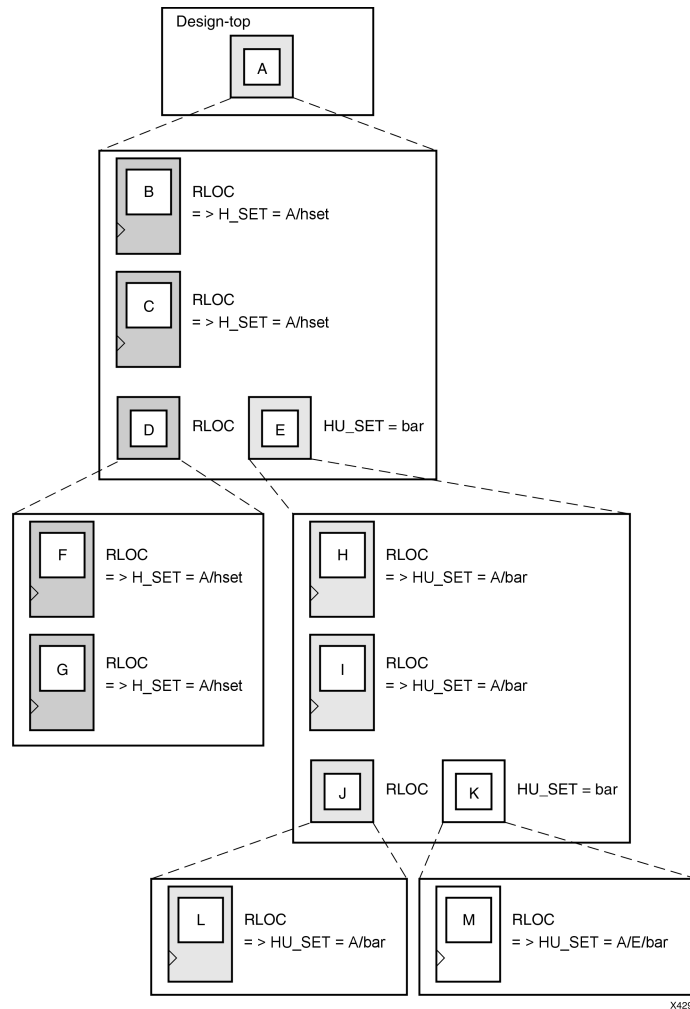 Design-top
A
B
RLOC
= > H_SET = A/hset
C
RLOC
= > H_SET = A/hset
D
RLOC
E
HU_SET = bar
F
RLOC
= > H_SET = A/hset
G
RLOC
= > H_SET = A/hset
H
RLOC
= > HU_SET = A/bar
I
RLOC
= > HU_SET = A/bar
J
RLOC
K
HU_SET = bar
L
RLOC
= > HU_SET = A/bar
M
RLOC
= > HU_SET = A/E/bar
X429